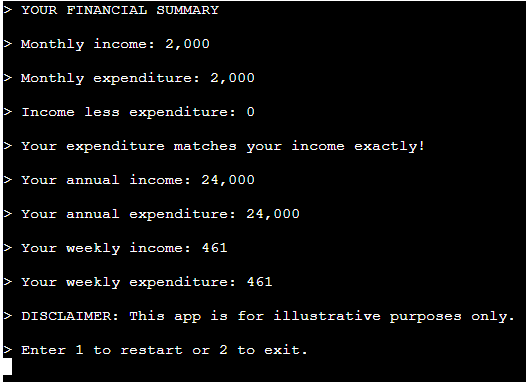 > YOUR FINANCIAL SUMMARY
> Monthly income: 2,000
> Monthly expenditure: 2,000
> Income less expenditure: 0
> Your expenditure matches your income exactly!
> Your annual income: 24,000
> Your annual expenditure: 24,000
> Your weekly income: 461
> Your weekly expenditure: 461
> DISCLAIMER: This app is for illustrative purposes only.
> Enter 1 to restart or 2 to exit.